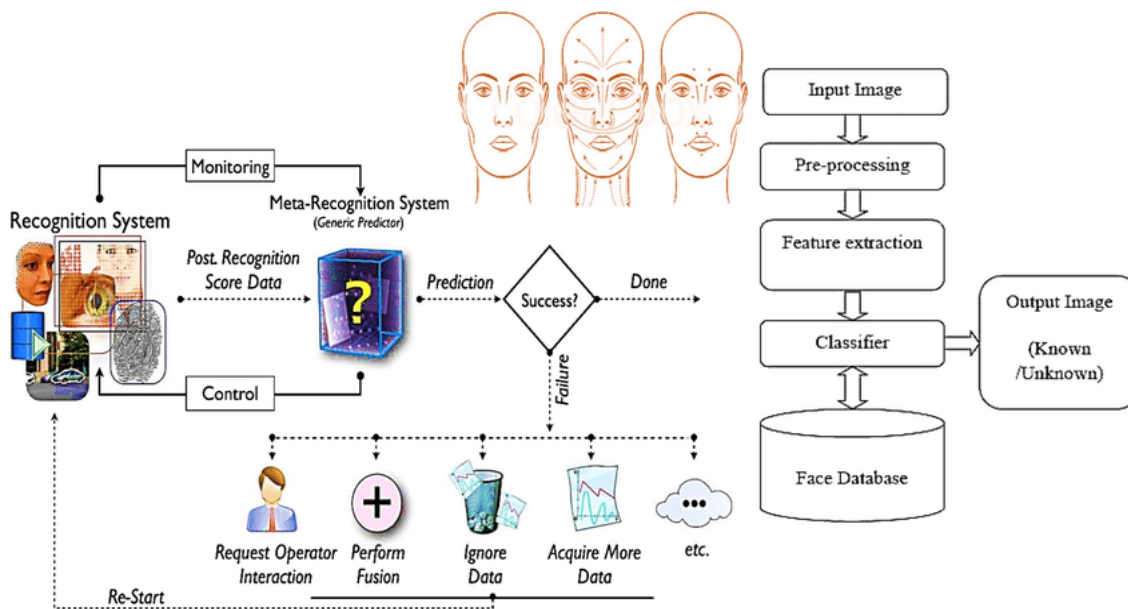 Monitoring
Recognition System
Meta-Recognition System
(Generic Predictor)
Post. Recognition
Score Data
Prediction
Success?
Done
Control
Failure
Request Operator
Interaction
Perform
Fusion
Ignore
Data
Acquire More
Data
etc.
Re-Start
Input Image
Pre-processing
Feature extraction
Classifier
Output Image
(Known
/Unknown)
Face Database
?